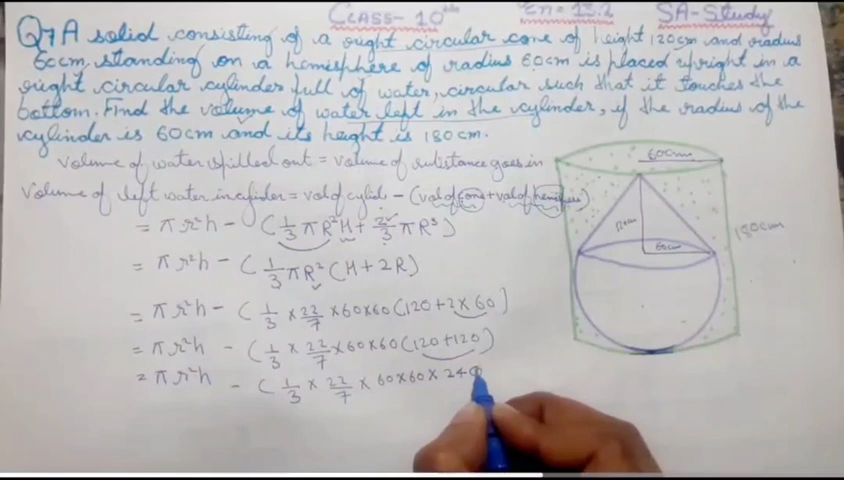 CLASS-10th En=13.2 SA-Study
Q7 A solid consisting of a right circular cone of height 120cm and radius
60cm, standing on a hemisphere of radius 60cm is placed upright in a
right circular cylinder full of water, circular such that it touches the
bottom. Find the volume of water left in the cylinder, if the radius of the
cylinder is 60cm and its height is 180cm.
volume of water spilled out = volume of substance goes in
volume of left water in = vol of - (vol of cone + vol of
= πr²h - (1/3 πR²H + 2/3 πR³)
= πr²h - (1/3 πR² (H + 2R)
= πr²h - (1/3 × 22/7 × 60×60 (120 + 2 × 60)
= πr²h - (1/3 × 22/7 × 60×60 (120 + 120)
= πr²h - (1/3 × 22/7 × 60×60 × 240
60cm
120cm
60cm
180cm